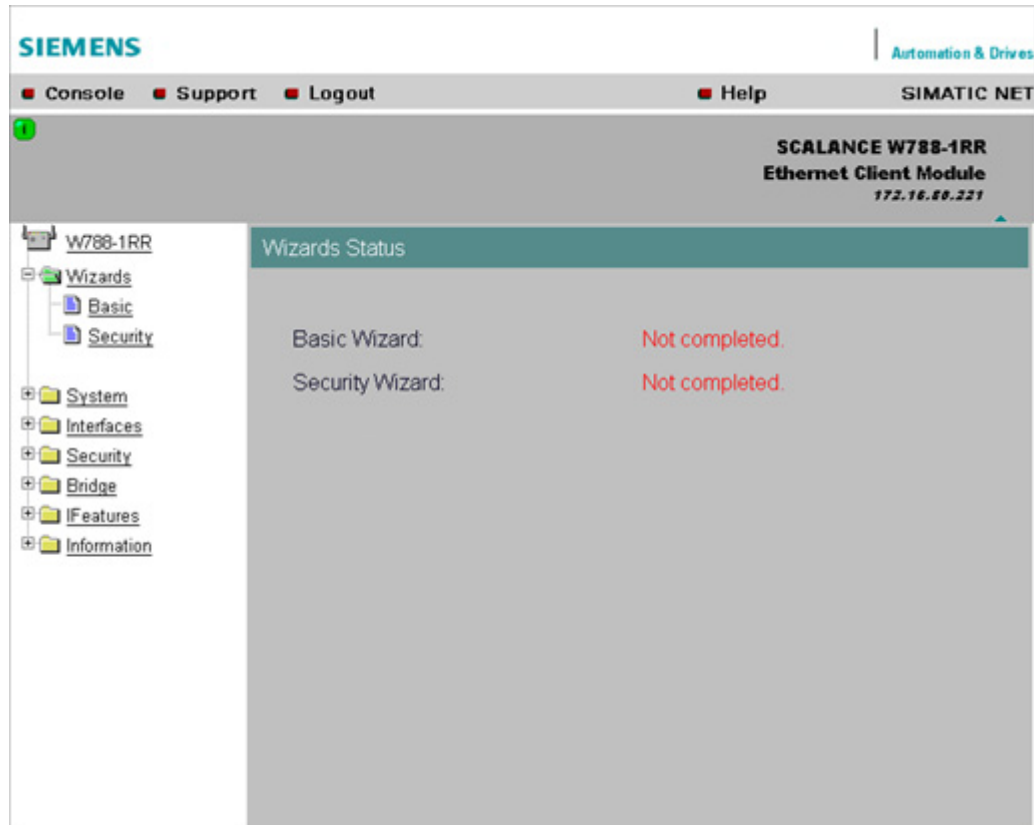 SIEMENS
Automation & Drives
Console Support Logout Help SIMATIC NET
SCALANCE W788-1RR
Ethernet Client Module
172.16.80.221
W788-1RR
Wizards
Basic
Security
System
Interfaces
Security
Bridge
IFeatures
Information
Wizards Status
Basic Wizard: Not completed.
Security Wizard: Not completed.